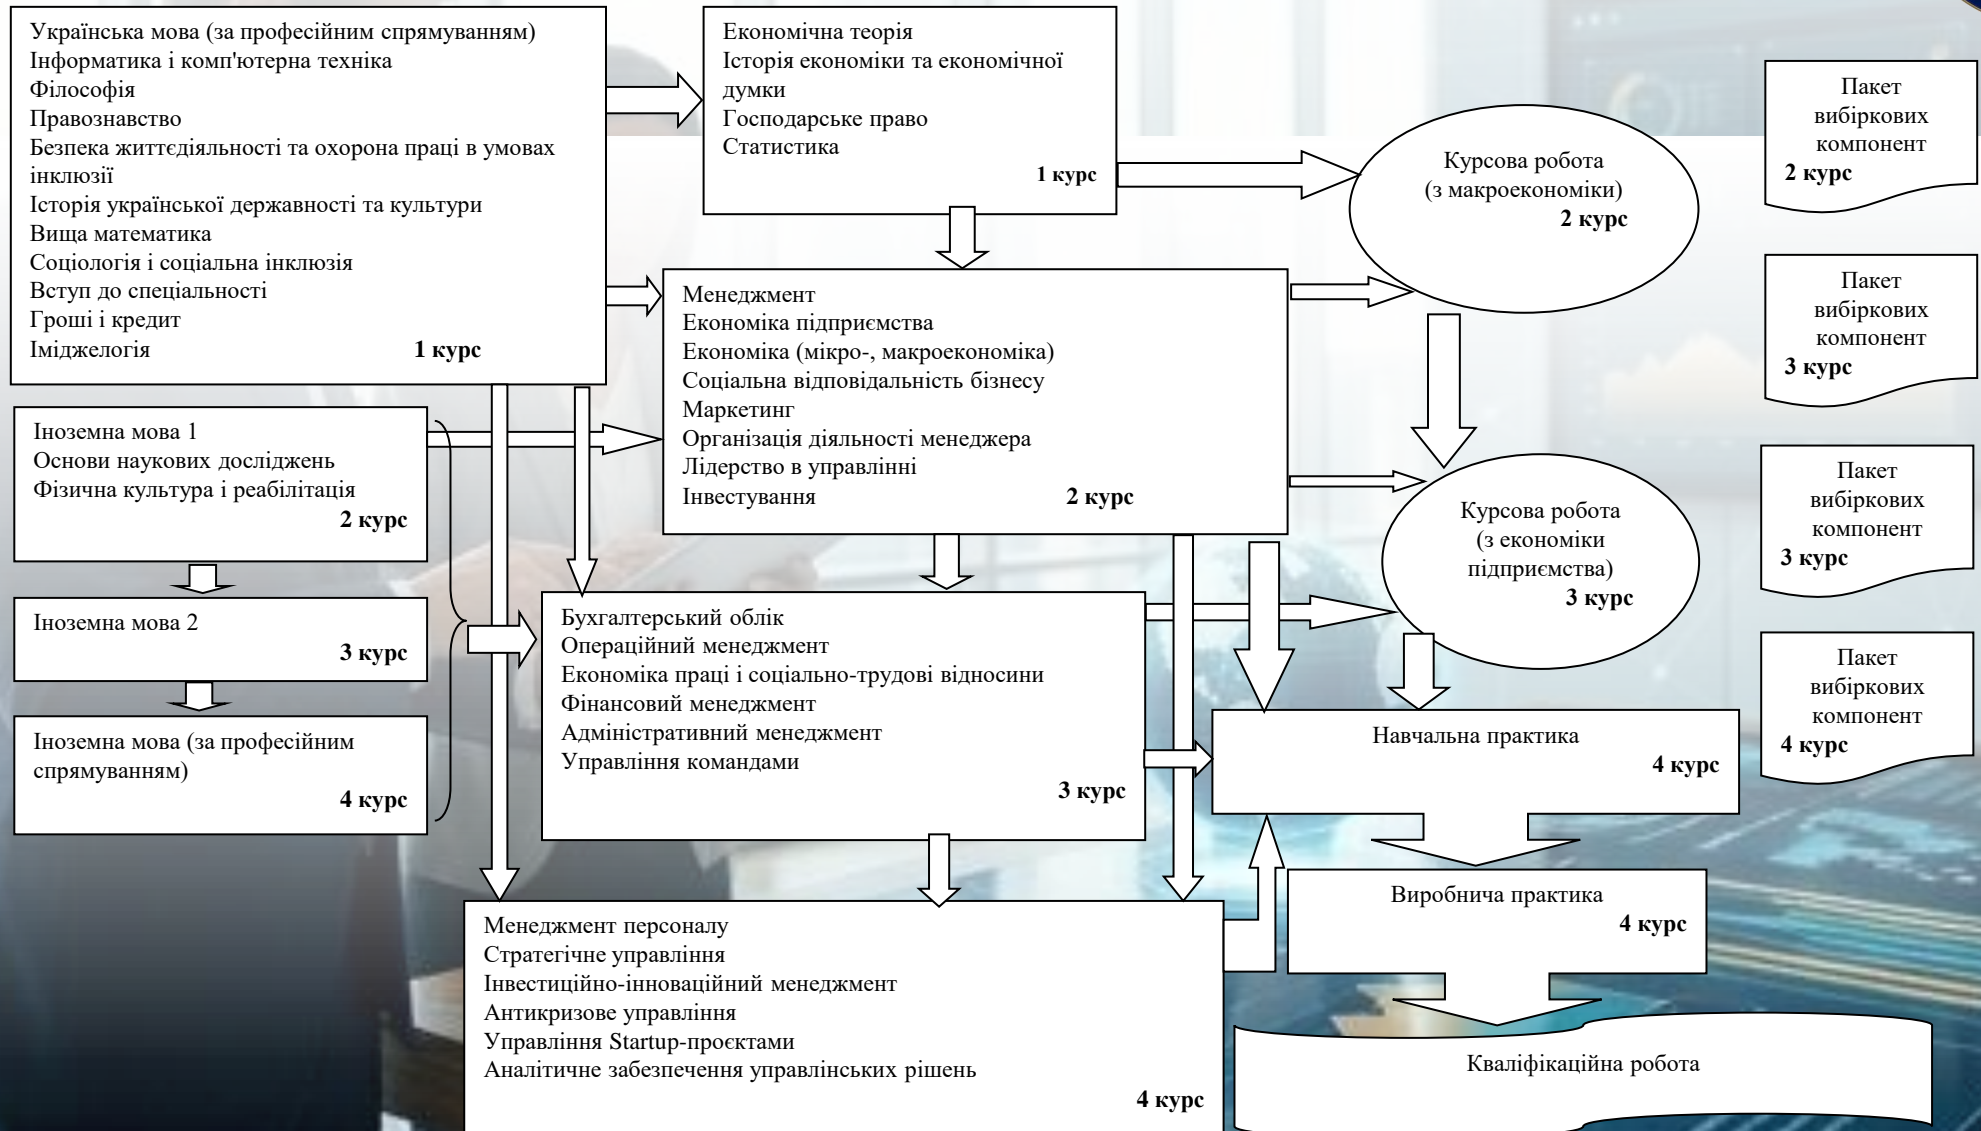 Українська мова (за професійним спрямуванням)
Інформатика і комп'ютерна техніка
Філософія
Правознавство
Безпека життєдіяльності та охорона праці в умовах
інклюзії
Історія української державності та культури
Вища математика
Соціологія і соціальна інклюзія
Вступ до спеціальності
Гроші і кредит
Іміджелогія 1 курс
Економічна теорія
Історія економіки та економічної
думки
Господарське право
Статистика
1 курс
Курсова робота
(з макроекономіки)
2 курс
Пакет
вибіркових
компонент
2 курс
Менеджмент
Економіка підприємства
Економіка (мікро-, макроекономіка)
Соціальна відповідальність бізнесу
Маркетинг
Організація діяльності менеджера
Лідерство в управлінні
Інвестування 2 курс
Пакет
вибіркових
компонент
3 курс
Іноземна мова 1
Основи наукових досліджень
Фізична культура і реабілітація
2 курс
Курсова робота
(з економіки
підприємства)
3 курс
Пакет
вибіркових
компонент
3 курс
Іноземна мова 2
3 курс
Бухгалтерський облік
Операційний менеджмент
Економіка праці і соціально-трудові відносини
Фінансовий менеджмент
Адміністративний менеджмент
Управління командами
3 курс
Пакет
вибіркових
компонент
4 курс
Іноземна мова (за професійним
спрямуванням)
4 курс
Навчальна практика
4 курс
Виробнича практика
4 курс
Менеджмент персоналу
Стратегічне управління
Інвестиційно-інноваційний менеджмент
Антикризове управління
Управління Startup-проєктами
Аналітичне забезпечення управлінських рішень
4 курс
Кваліфікаційна робота